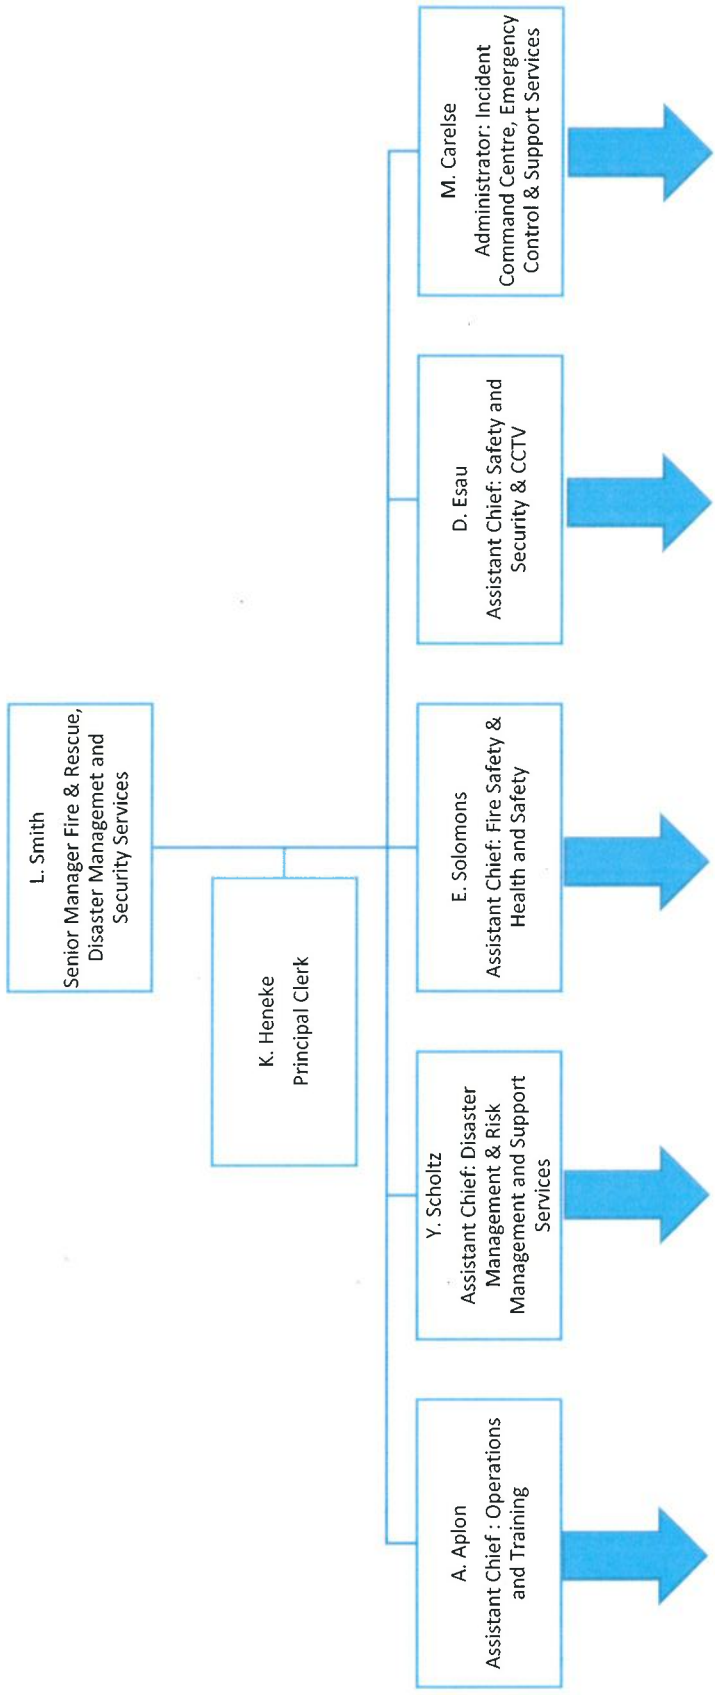 L. Smith
Senior Manager Fire & Rescue,
Disaster Managemet and
Security Services
K. Heneke
Principal Clerk
A. Aplon
Assistant Chief : Operations
and Training
Y. Scholtz
Assistant Chief: Disaster
Management & Risk
Management and Support
Services
E. Solomons
Assistant Chief: Fire Safety &
Health and Safety
D. Esau
Assistant Chief: Safety and
Security & CCTV
M. Carelse
Administrator: Incident
Command Centre, Emergency
Control & Support Services